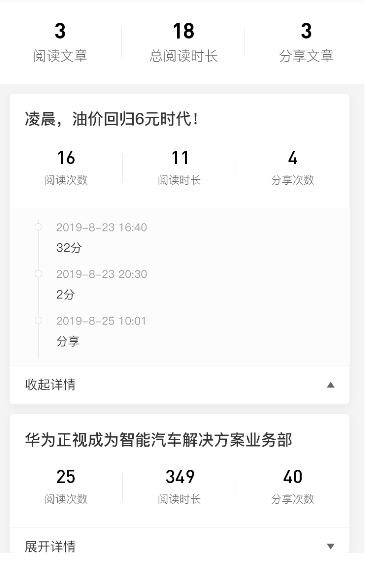 3 18 3
阅读文章 总阅读时长 分享文章
凌晨，油价回归6元时代！
16 11 4
阅读次数 阅读时长 分享次数
2019-8-23 16:40
32分
2019-8-23 20:30
2分
2019-8-25 10:01
分享
收起详情
华为正视成为智能汽车解决方案业务部
25 349 40
阅读次数 阅读时长 分享次数
展开详情